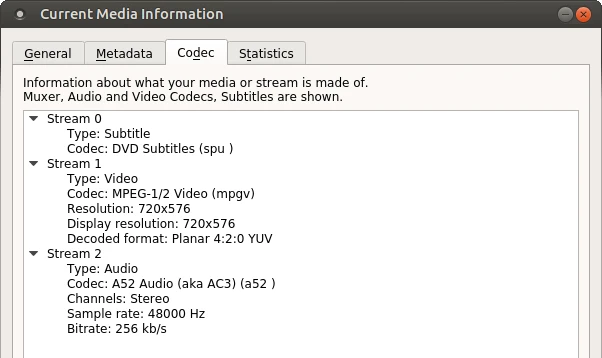 Current Media Information
General Metadata Codec Statistics
Information about what your media or stream is made of.
Muxer, Audio and Video Codecs, Subtitles are shown.
Stream 0
Type: Subtitle
Codec: DVD Subtitles (spu )
Stream 1
Type: Video
Codec: MPEG-1/2 Video (mpgv)
Resolution: 720x576
Display resolution: 720x576
Decoded format: Planar 4:2:0 YUV
Stream 2
Type: Audio
Codec: A52 Audio (aka AC3) (a52 )
Channels: Stereo
Sample rate: 48000 Hz
Bitrate: 256 kb/s